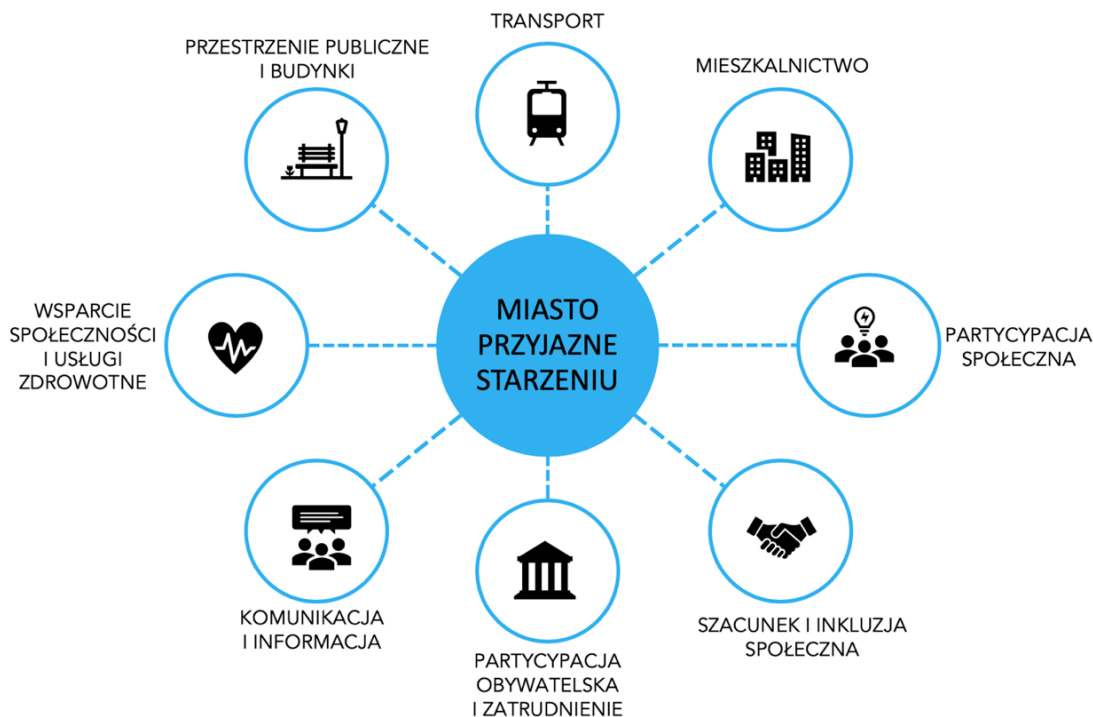 TRANSPORT
PRZESTRZENIE PUBLICZNE
I BUDYNKI
MIESZKALNICTWO
WSPARCIE
SPOŁECZNOŚCI
I USŁUGI
ZDROWOTNE
MIASTO
PRZYJAZNE
STARZENIU
PARTYCYPACJA
SPOŁECZNA
KOMUNIKACJA
I INFORMACJA
PARTYCYPACJA
OBYWATELSKA
I ZATRUDNIENIE
SZACUNEK I INKLUZJA
SPOŁECZNA